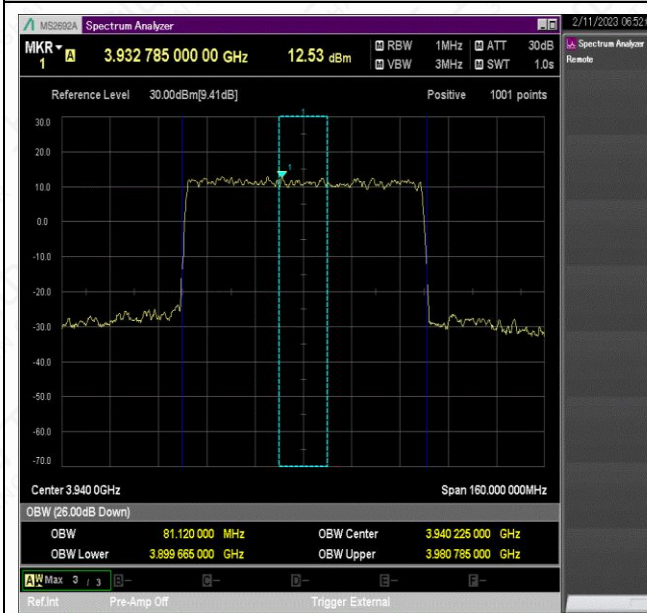 MS2692A Spectrum Analyzer
2/11/2023 06:52:
MKR 1 A 3.932 785 000 00 GHz 12.53 dBm
M RBW 1MHz M ATT 30dB
M VBW 3MHz M SWT 1.0s
Spectrum Analyzer
Remote
Reference Level 30.00dBm[9.41dB] Positive 1001 points
1
30.0
20.0
1
10.0
0.0
-10.0
-20.0
-30.0
-40.0
-50.0
-60.0
-70.0
Center 3.940 0GHz Span 160.000 000MHz
OBW (26.00dB Down)
OBW 81.120 000 MHz OBW Center 3.940 225 000 GHz
OBW Lower 3.899 665 000 GHz OBW Upper 3.980 785 000 GHz
A W Max 3 / 3 B- C- D- E- F-
Ref.Int Pre-Amp Off Trigger External